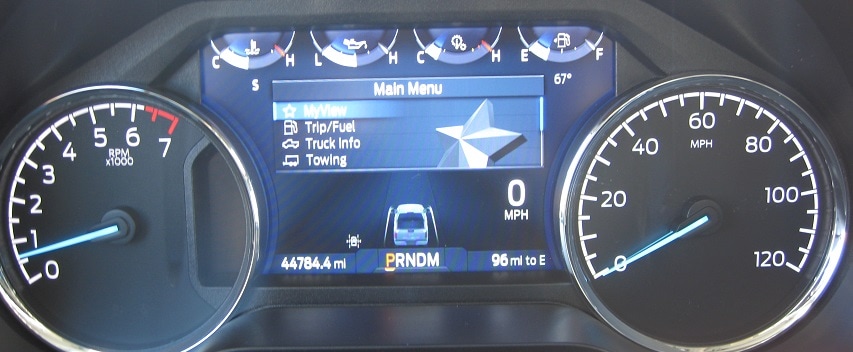 C H L H C H E F
S 67°
Main Menu
MyView
Trip/Fuel
Truck Info
Towing
0
MPH
44784.4 mi PRNDM 96 mi to E
0 1 2 3 4 5 6 7
RPM
x1000
0 20 40 60 80 100 120
MPH